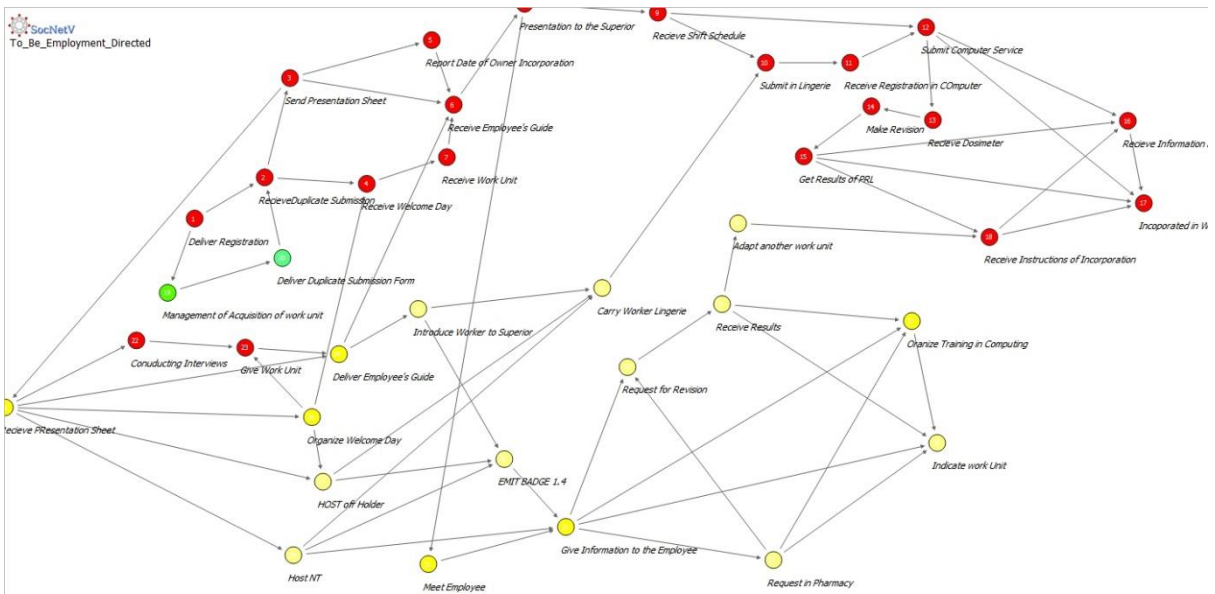 SocNetV
To_Be_Employment_Directed
Presentation to the Superior
9
Recieve Shift Schedule
12
Submit Computer Service
5
Report Date of Owner Incorporation
10
Submit in Lingerie
11
Receive Registration in COmputer
3
Send Presentation Sheet
6
Receive Employee's Guide
14
Make Revision
13
Recieve Dosimeter
16
Recieve Information
15
Get Results of PRL
7
Receive Work Unit
2
RecieveDuplicate Submission
4
Receive Welcome Day
17
Incoporated in W
1
Deliver Registration
18
Receive Instructions of Incorporation
Adapt another work unit
Deliver Duplicate Submission Form
Management of Acquisition of work unit
Carry Worker Lingerie
Introduce Worker to Superior
Receive Results
Oranize Training in Computing
22
Conuducting Interviews
23
Give Work Unit
Deliver Employee's Guide
Request for Revision
ecieve PResentation Sheet
Organize Welcome Day
Indicate work Unit
HOST off Holder
EMIT BADGE 1.4
Give Information to the Employee
Host NT
Meet Employee
Request in Pharmacy